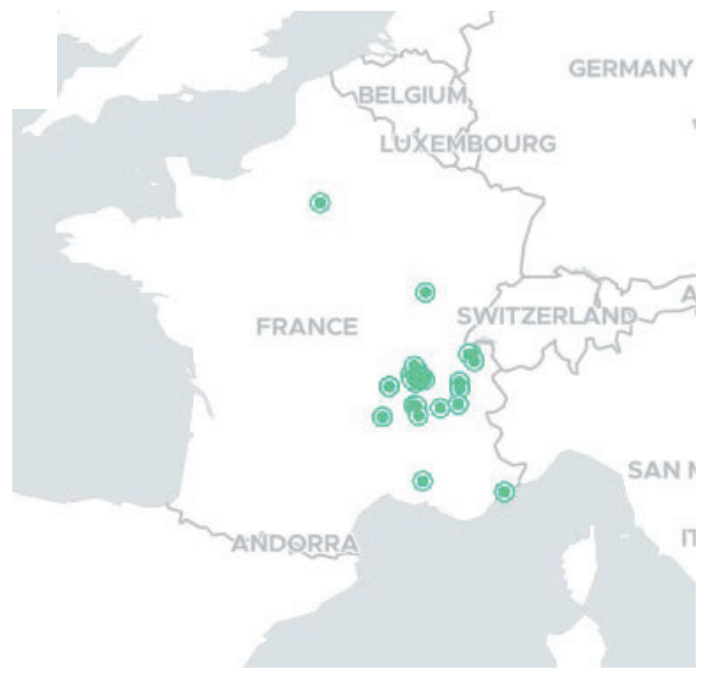 GERMANY
BELGIUM
LUXEMBOURG
SWITZERLAND
FRANCE
SAN M
IT
ANDORRA